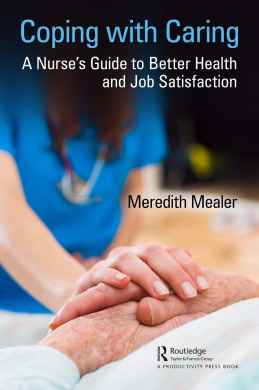 Coping with Caring
A Nurse's Guide to Better Health
and Job Satisfaction
Meredith Mealer
Routledge
Taylor & Francis Group
A PRODUCTIVITY PRESS BOOK